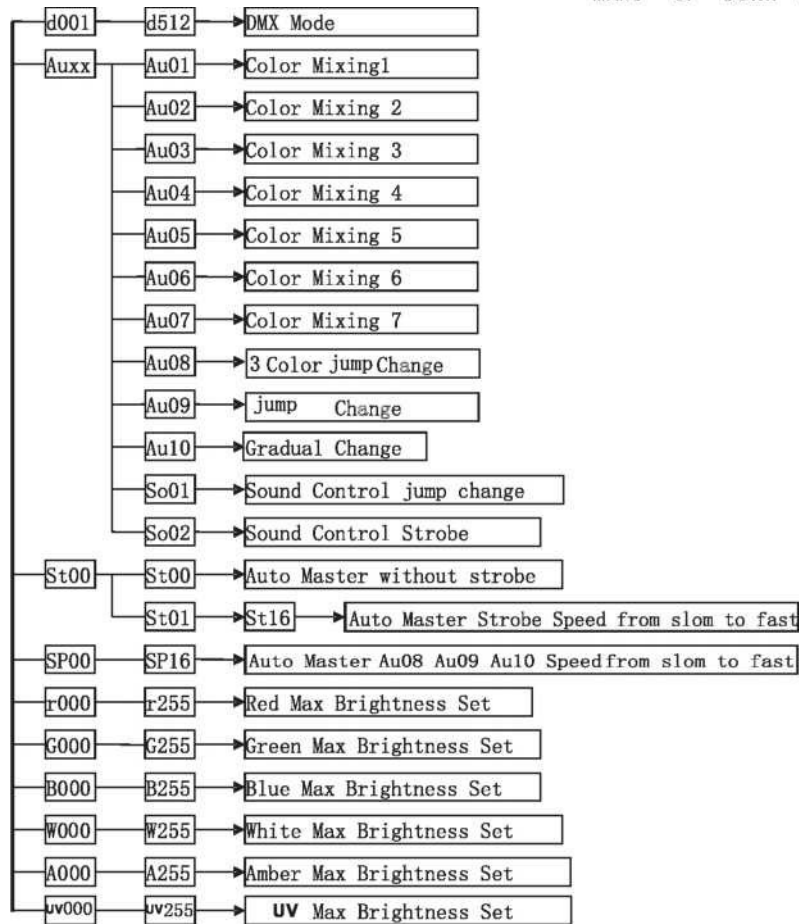 d001 d512 DMX Mode
Auxx Au01 Color Mixing1
Au02 Color Mixing 2
Au03 Color Mixing 3
Au04 Color Mixing 4
Au05 Color Mixing 5
Au06 Color Mixing 6
Au07 Color Mixing 7
Au08 3 Color jump Change
Au09 jump Change
Au10 Gradual Change
So01 Sound Control jump change
So02 Sound Control Strobe
St00 St00 Auto Master without strobe
St01 St16 Auto Master Strobe Speed from slom to fast
SP00 SP16 Auto Master Au08 Au09 Au10 Speed from slom to fast
r000 r255 Red Max Brightness Set
G000 G255 Green Max Brightness Set
B000 B255 Blue Max Brightness Set
W000 W255 White Max Brightness Set
A000 A255 Amber Max Brightness Set
uv000 uv255 UV Max Brightness Set